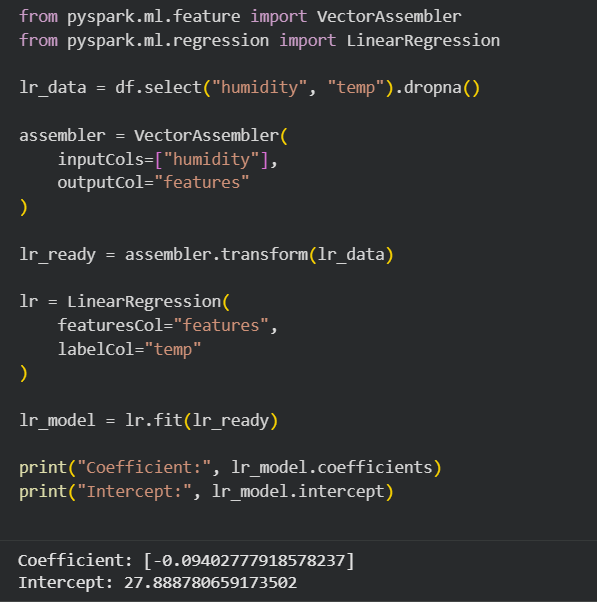 from pyspark.ml.feature import VectorAssembler
from pyspark.ml.regression import LinearRegression
lr_data = df.select("humidity", "temp").dropna()
assembler = VectorAssembler(
    inputCols=["humidity"],
    outputCol="features"
)
lr_ready = assembler.transform(lr_data)
lr = LinearRegression(
    featuresCol="features",
    labelCol="temp"
)
lr_model = lr.fit(lr_ready)
print("Coefficient:", lr_model.coefficients)
print("Intercept:", lr_model.intercept)
Coefficient: [-0.09402777918578237]
Intercept: 27.888780659173502